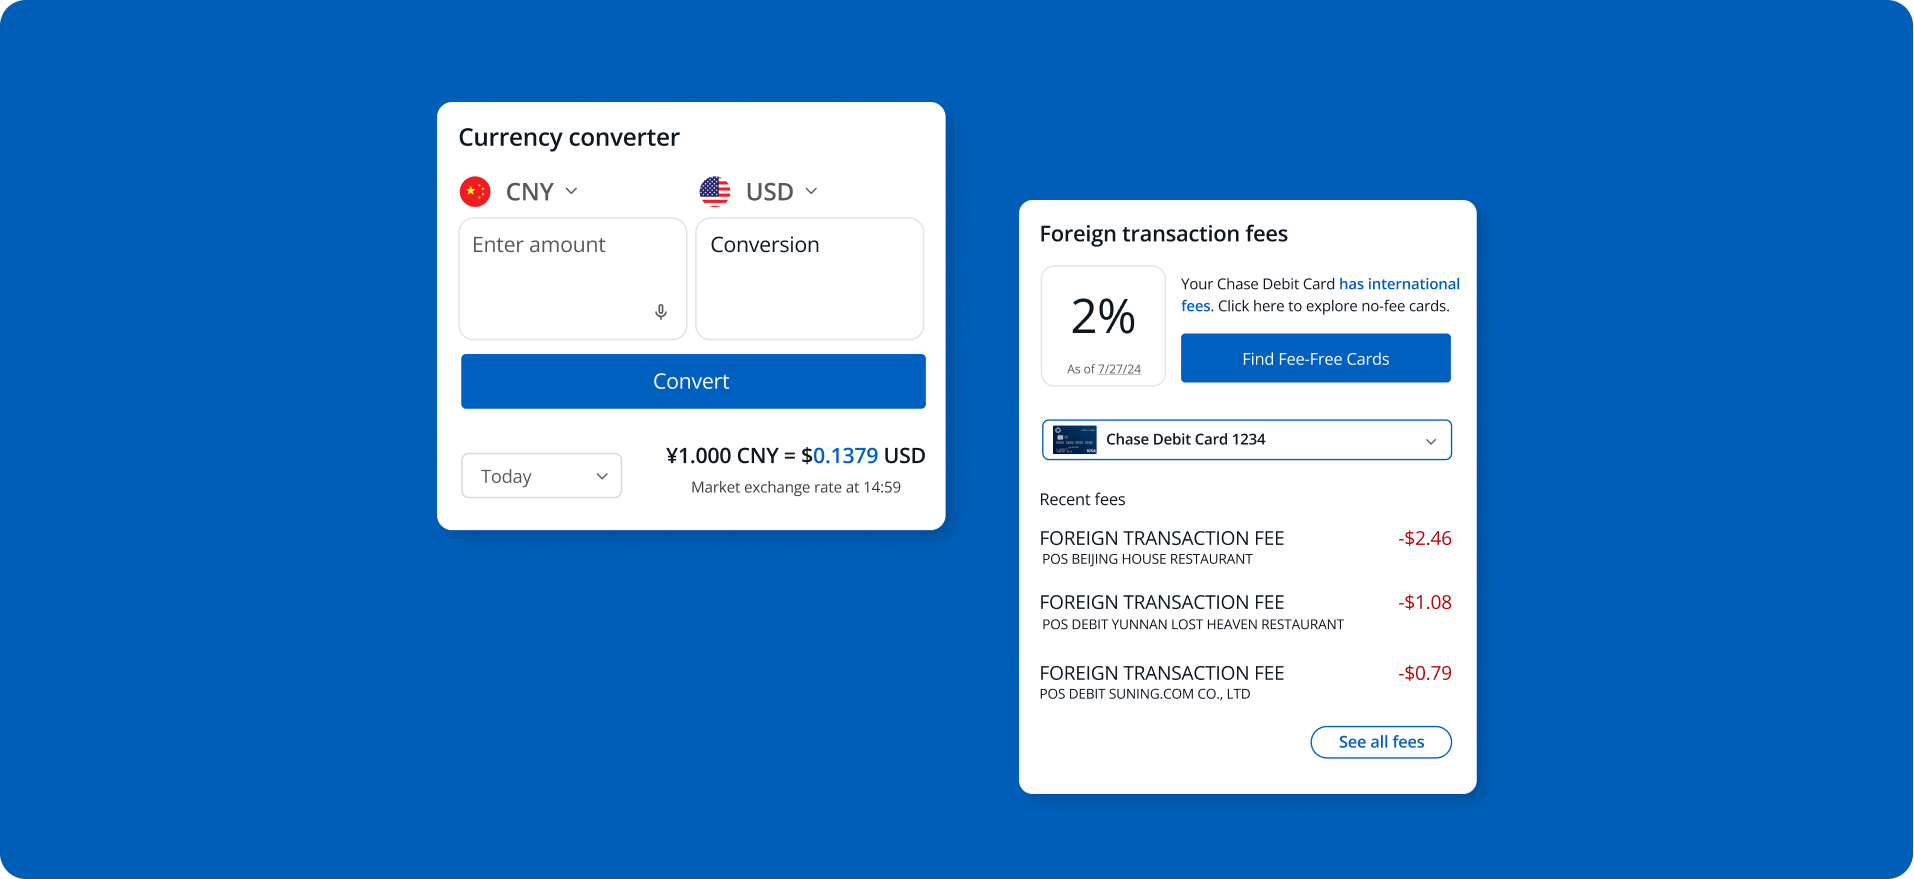 Currency converter
CNY
USD
Enter amount
Conversion
Convert
Today
¥1.000 CNY = $0.1379 USD
Market exchange rate at 14:59
Foreign transaction fees
2%
As of 7/27/24
Your Chase Debit Card has international
fees. Click here to explore no-fee cards.
Find Fee-Free Cards
Chase Debit Card 1234
Recent fees
FOREIGN TRANSACTION FEE -$2.46
POS BEIJING HOUSE RESTAURANT
FOREIGN TRANSACTION FEE -$1.08
POS DEBIT YUNNAN LOST HEAVEN RESTAURANT
FOREIGN TRANSACTION FEE -$0.79
POS DEBIT SUNING.COM CO., LTD
See all fees